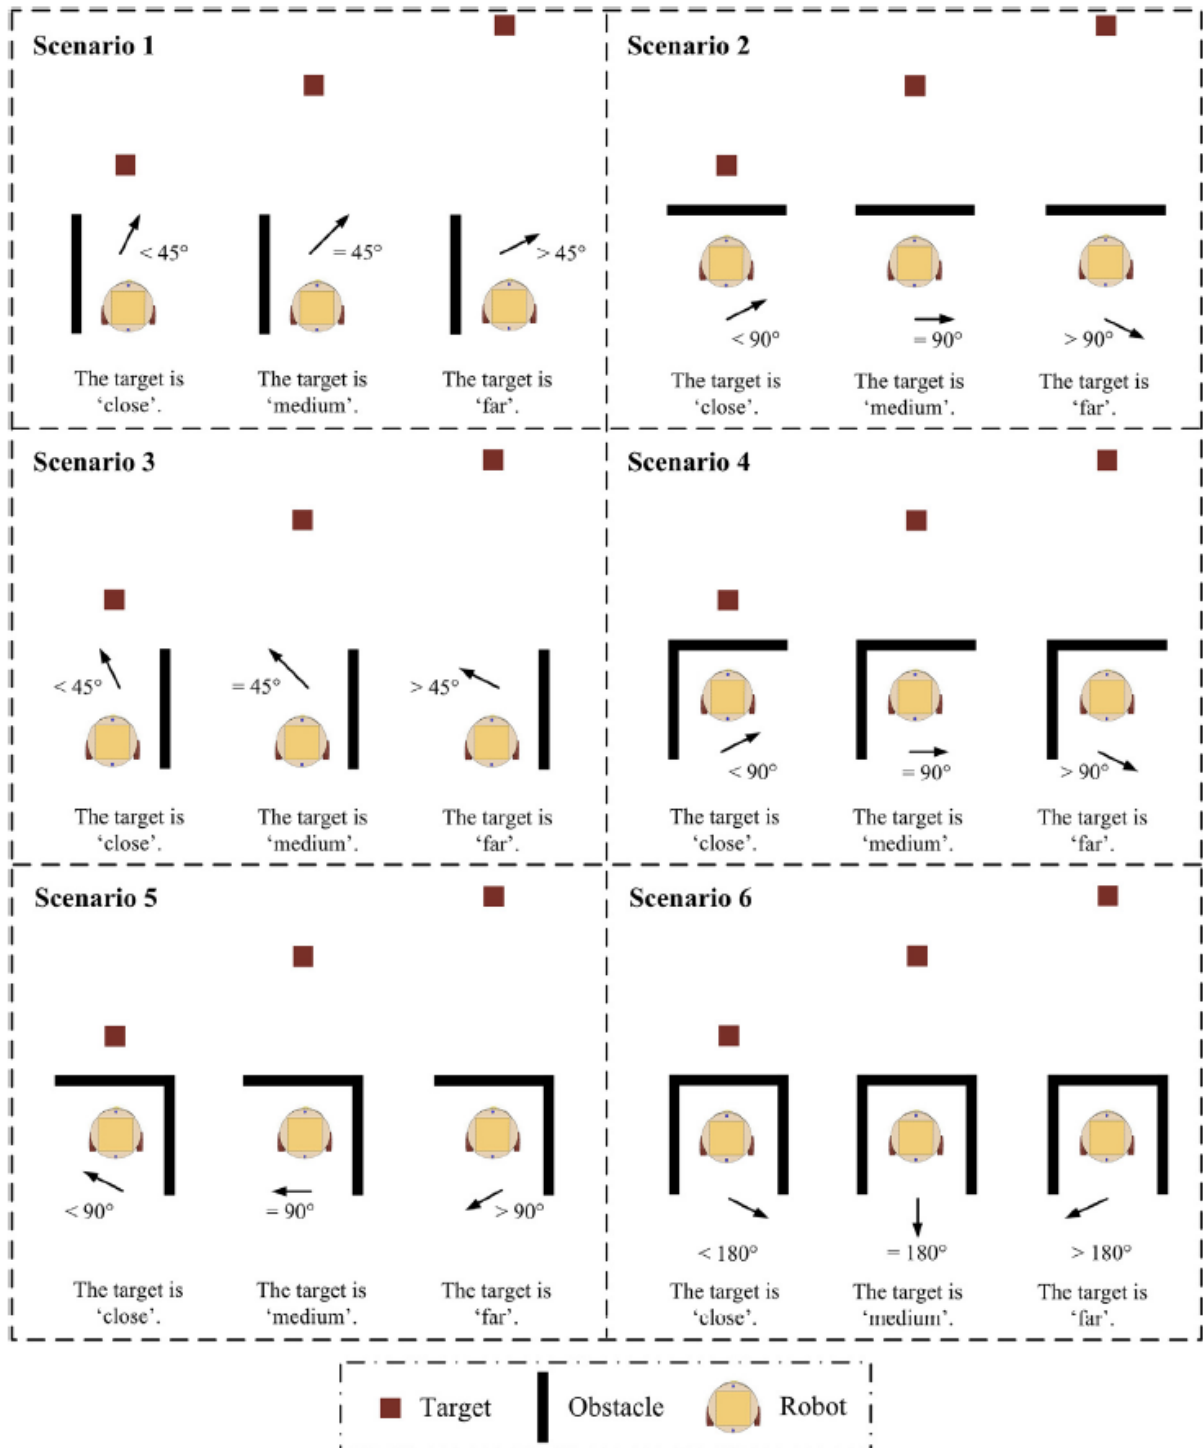 Scenario 1
< 45°
= 45°
> 45°
The target is
‘close’.
The target is
‘medium’.
The target is
‘far’.
Scenario 2
< 90°
= 90°
> 90°
The target is
‘close’.
The target is
‘medium’.
The target is
‘far’.
Scenario 3
< 45°
= 45°
> 45°
The target is
‘close’.
The target is
‘medium’.
The target is
‘far’.
Scenario 4
< 90°
= 90°
> 90°
The target is
‘close’.
The target is
‘medium’.
The target is
‘far’.
Scenario 5
< 90°
= 90°
> 90°
The target is
‘close’.
The target is
‘medium’.
The target is
‘far’.
Scenario 6
< 180°
= 180°
> 180°
The target is
‘close’.
The target is
‘medium’.
The target is
‘far’.
Target
Obstacle
Robot